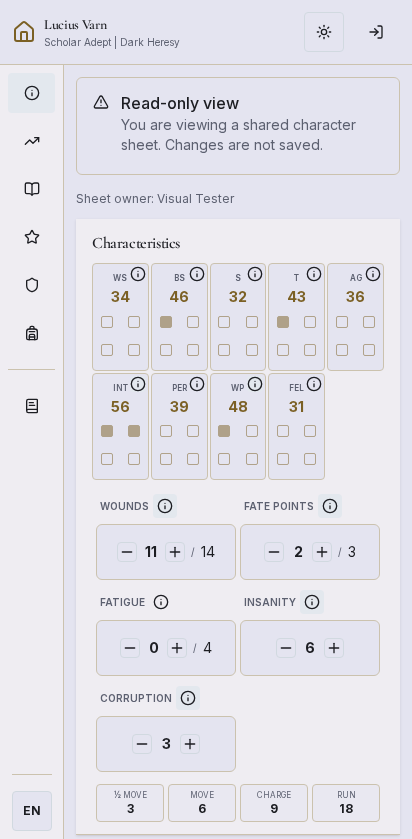 Lucius Varn
Scholar Adept | Dark Heresy
Read-only view
You are viewing a shared character
sheet. Changes are not saved.
Sheet owner: Visual Tester
Characteristics
WS BS S T AG
34 46 32 43 36
INT PER WP FEL
56 39 48 31
WOUNDS FATE POINTS
11 / 14 2 / 3
FATIGUE INSANITY
0 / 4 6
CORRUPTION
3
½ MOVE MOVE CHARGE RUN
3 6 9 18
EN